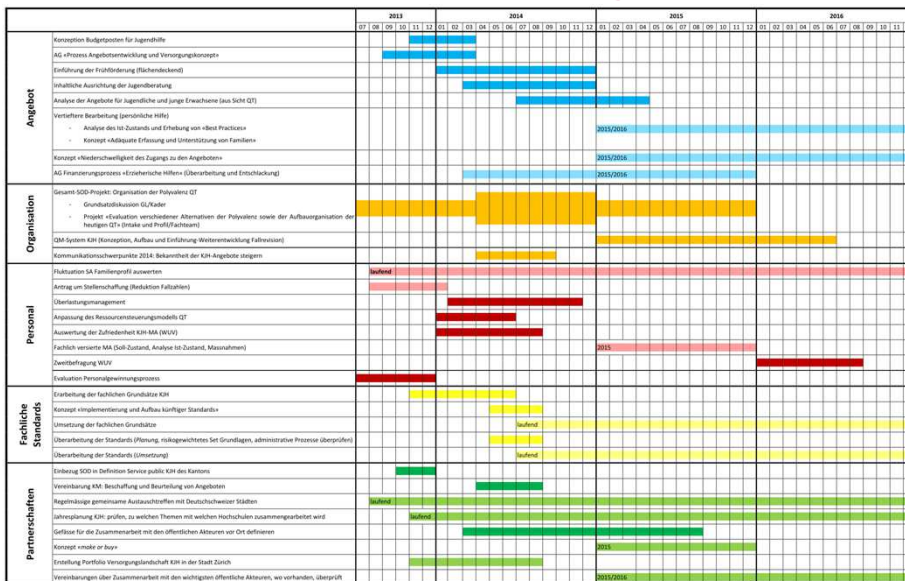 2013 2014 2015 2016
07 08 09 10 11 12 01 02 03 04 05 06 07 08 09 10 11 12 01 02 03 04 05 06 07 08 09 10 11 12 01 02 03 04 05 06 07 08 09 10 11
Angebot
Konzeption Budgetposten für Jugendhilfe
AG «Prozess Angebotsentwicklung und Versorgungskonzept»
Einführung der Frühförderung (flächendeckend)
Inhaltliche Ausrichtung der Jugendberatung
Analyse der Angebote für Jugendliche und junge Erwachsene (aus Sicht QT)
Vertieftere Bearbeitung (persönliche Hilfe)
- Analyse des Ist-Zustands und Erhebung von «Best Practices»
2015/2016
- Konzept «Adäquate Erfassung und Unterstützung von Familien»
Konzept «Niederschwelligkeit des Zugangs zu den Angeboten»
2015/2016
AG Finanzierungsprozess «Erzieherische Hilfen» (Überarbeitung und Entschlackung)
2015/2016
Organisation
Gesamt-SOD-Projekt: Organisation der Polyvalenz QT
- Grundsatzdiskussion GL/Kader
- Projekt «Evaluation verschiedener Alternativen der Polyvalenz sowie der Aufbauorganisation der
heutigen QT» (Intake und Profil/Fachteam)
QM-System KJH (Konzeption, Aufbau und Einführung-Weiterentwicklung Fallrevision)
Kommunikationsschwerpunkte 2014: Bekanntheit der KJH-Angebote steigern
Personal
Fluktuation SA Familienprofil auswerten
laufend
Antrag um Stellenschaffung (Reduktion Fallzahlen)
Überlastungsmanagement
Anpassung des Ressourcensteuerungsmodells QT
Auswertung der Zufriedenheit KJH-MA (WUV)
Fachlich versierte MA (Soll-Zustand, Analyse Ist-Zustand, Massnahmen)
2015
Zweitbefragung WUV
Evaluation Personalgewinnungsprozess
Fachliche
Standards
Erarbeitung der fachlichen Grundsätze KJH
Konzept «Implementierung und Aufbau künftiger Standards»
Umsetzung der fachlichen Grundsätze
laufend
Überarbeitung der Standards (Planung, risikogewichtetes Set Grundlagen, administrative Prozesse überprüfen)
Überarbeitung der Standards (Umsetzung)
laufend
Partnerschaften
Einbezug SOD in Definition Service public KJH des Kantons
Vereinbarung KM: Beschaffung und Beurteilung von Angeboten
Regelmässige gemeinsame Austauschtreffen mit Deutschschweizer Städten
laufend
Jahresplanung KJH: prüfen, zu welchen Themen mit welchen Hochschulen zusammengearbeitet wird
laufend
Gefässe für die Zusammenarbeit mit den öffentlichen Akteuren vor Ort definieren
Konzept «make or buy»
2015
Erstellung Portfolio Versorgungslandschaft KJH in der Stadt Zürich
Vereinbarungen über Zusammenarbeit mit den wichtigsten öffentliche Akteuren, wo vorhanden, überprüft
2015/2016